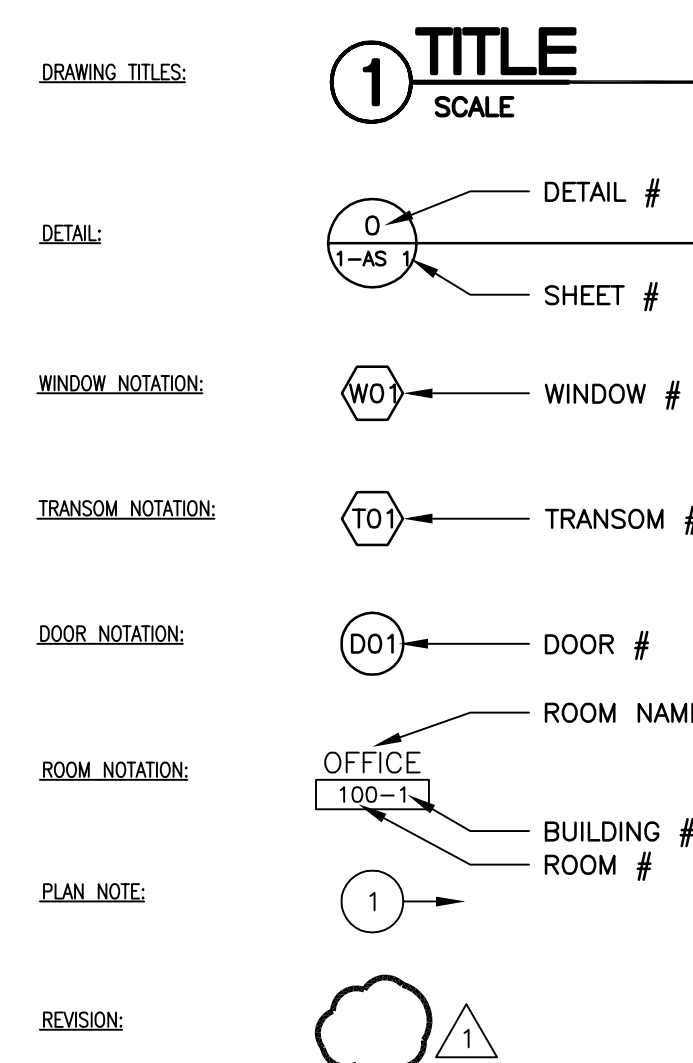 DRAWING TITLES:
1
TITLE
SCALE
DETAIL:
0
1-AS 1
DETAIL #
SHEET #
WINDOW NOTATION:
W01
WINDOW #
TRANSOM NOTATION:
T01
TRANSOM #
DOOR NOTATION:
D01
DOOR #
ROOM NOTATION:
ROOM NAM
OFFICE
100-1
BUILDING #
ROOM #
PLAN NOTE:
1
REVISION:
1